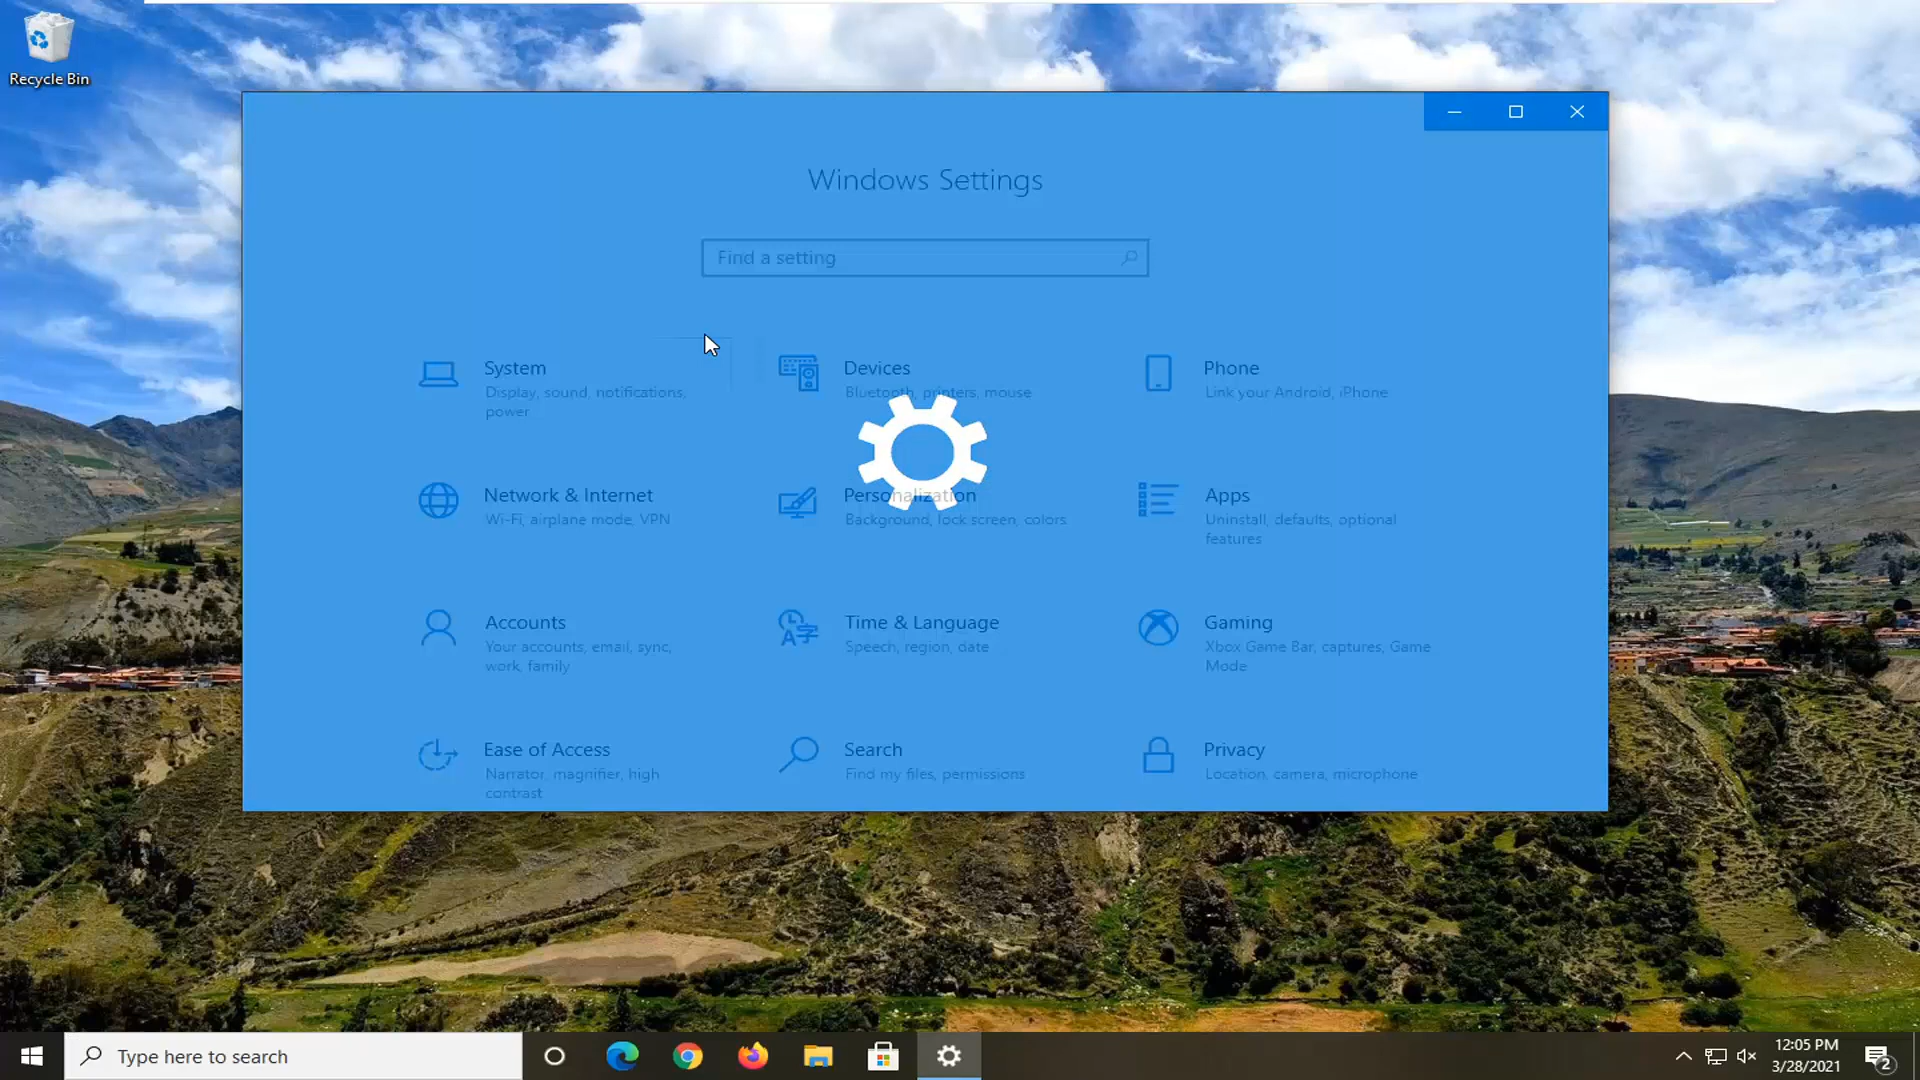 Recycle Bin
Windows Settings
Find a setting
System
Display, sound, notifications,
power
Devices
Bluetooth, printers, mouse
Phone
Link your Android, iPhone
Network & Internet
Wi-Fi, airplane mode, VPN
Personalization
Background, lock screen, colors
Apps
Uninstall, defaults, optional
features
Accounts
Your accounts, email, sync,
work, family
Time & Language
Speech, region, date
Gaming
Xbox Game Bar, captures, Game
Mode
Ease of Access
Narrator, magnifier, high
contrast
Search
Find my files, permissions
Privacy
Location, camera, microphone
Type here to search
12:05 PM
3/28/2021
2